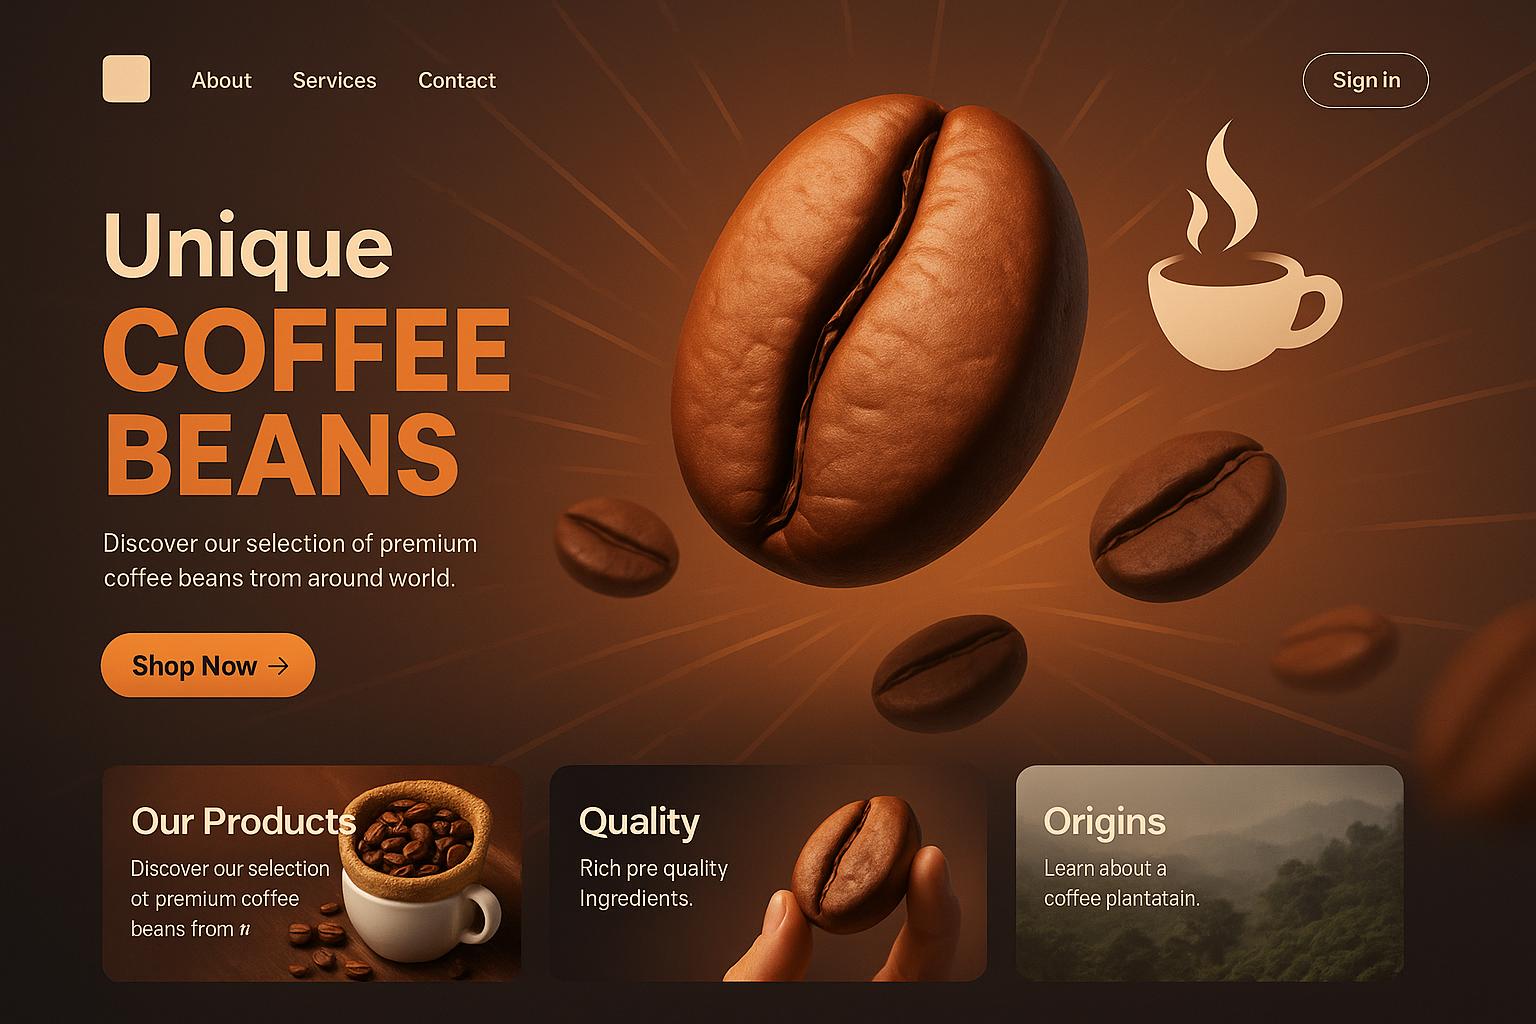 About
Services
Contact
Sign in
Unique
COFFEE
BEANS
Discover our selection of premium
coffee beans trom around world.
Shop Now →
Our Products
Discover our selection
ot premium coffee
beans from n
Quality
Rich pre quality
Ingredients.
Origins
Learn about a
coffee plantatain.